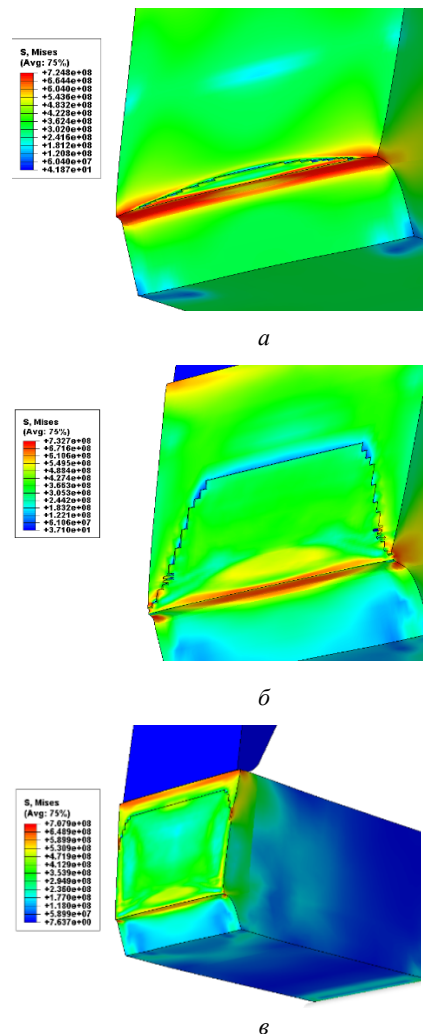 S, Mises
(Avg: 75%)
+7.248e+08
+6.644e+08
+6.040e+08
+5.436e+08
+4.832e+08
+4.228e+08
+3.624e+08
+3.020e+08
+2.416e+08
+1.812e+08
+1.208e+08
+6.040e+07
+4.187e+01
а
S, Mises
(Avg: 75%)
+7.327e+08
+6.716e+08
+6.106e+08
+5.495e+08
+4.884e+08
+4.274e+08
+3.663e+08
+3.053e+08
+2.442e+08
+1.832e+08
+1.221e+08
+6.106e+07
+3.710e+01
б
S, Mises
(Avg: 75%)
+7.079e+08
+6.489e+08
+5.899e+08
+5.309e+08
+4.719e+08
+4.129e+08
+3.539e+08
+2.949e+08
+2.360e+08
+1.770e+08
+1.180e+08
+5.899e+07
+7.637e+00
в